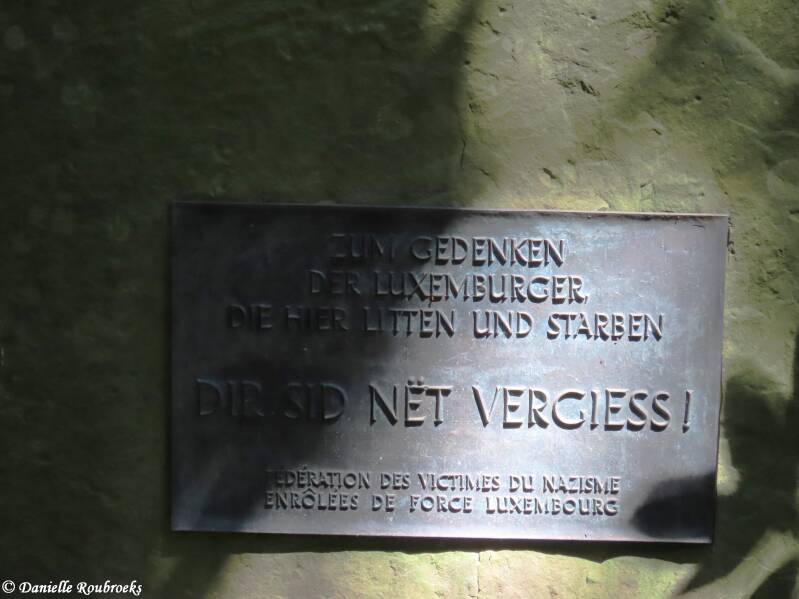 ZUM GEDENKEN
DER LUXEMBURGER,
DIE HIER LITTEN UND STARBEN
DIR SID NËT VERGIESS!
FÉDÉRATION DES VICTIMES DU NAZISME
ENRÔLÉES DE FORCE LUXEMBOURG
© Danielle Roubroeks